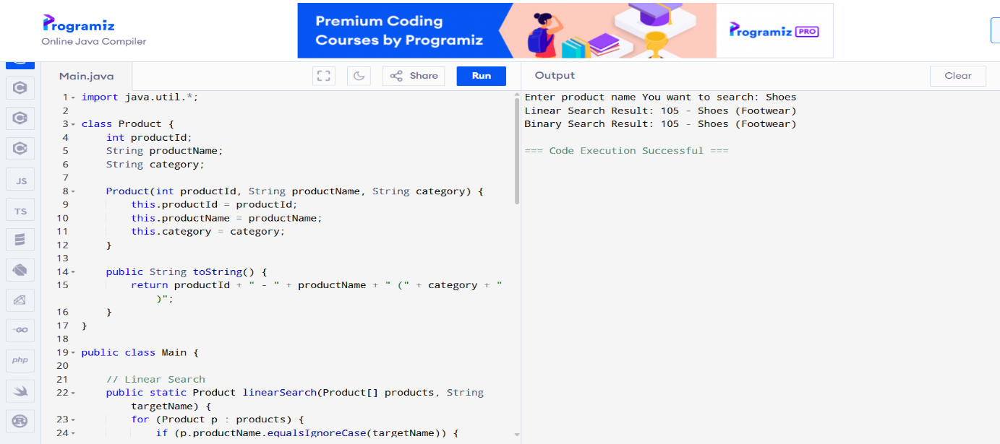 Programiz
Online Java Compiler
Premium Coding
Courses by Programiz
Programiz PRO
Main.java
Share
Run
Output
Clear
JS
TS
GO
php
1 import java.util.*;
2
3 class Product {
4 int productId;
5 String productName;
6 String category;
7
8 Product(int productId, String productName, String category) {
9 this.productId = productId;
10 this.productName = productName;
11 this.category = category;
12 }
13
14 public String toString() {
15 return productId + " - " + productName + " (" + category + "
)";
16 }
17 }
18
19 public class Main {
20
21 // Linear Search
22 public static Product linearSearch(Product[] products, String
targetName) {
23 for (Product p : products) {
24 if (p.productName.equalsIgnoreCase(targetName)) {
Enter product name You want to search: Shoes
Linear Search Result: 105 - Shoes (Footwear)
Binary Search Result: 105 - Shoes (Footwear)
=== Code Execution Successful ===